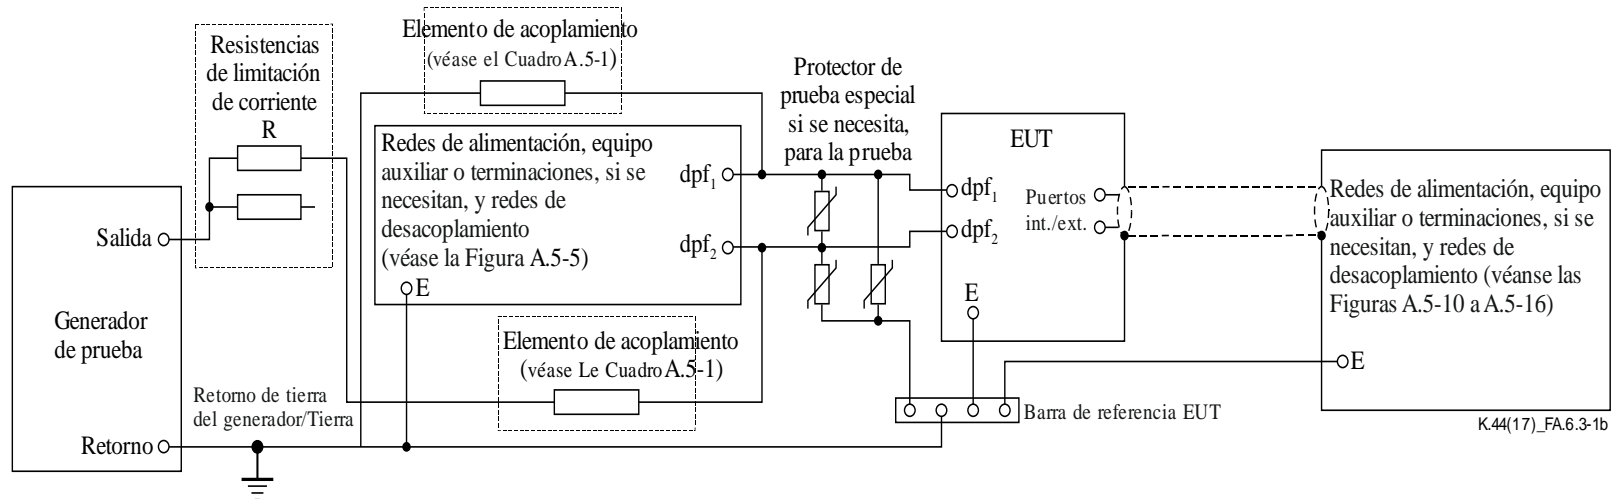 Resistencias
de limitación
de corriente
R
Elemento de acoplamiento
(véase el Cuadro A.5-1)
Protector de
prueba especial
si se necesita,
para la prueba
Redes de alimentación, equipo
auxiliar o terminaciones, si se
necesitan, y redes de
desacoplamiento
(véase la Figura A.5-5)
dpf1
dpf2
E
EUT
dpf1
dpf2
Puertos
int./ext.
E
Redes de alimentación, equipo
auxiliar o terminaciones, si se
necesitan, y redes de
desacoplamiento (véanse las
Figuras A.5-10 a A.5-16)
E
Salida
Generador
de prueba
Retorno
Elemento de acoplamiento
(véase Le Cuadro A.5-1)
Retorno de tierra
del generador/Tierra
Barra de referencia EUT
K.44(17)_FA.6.3-1b